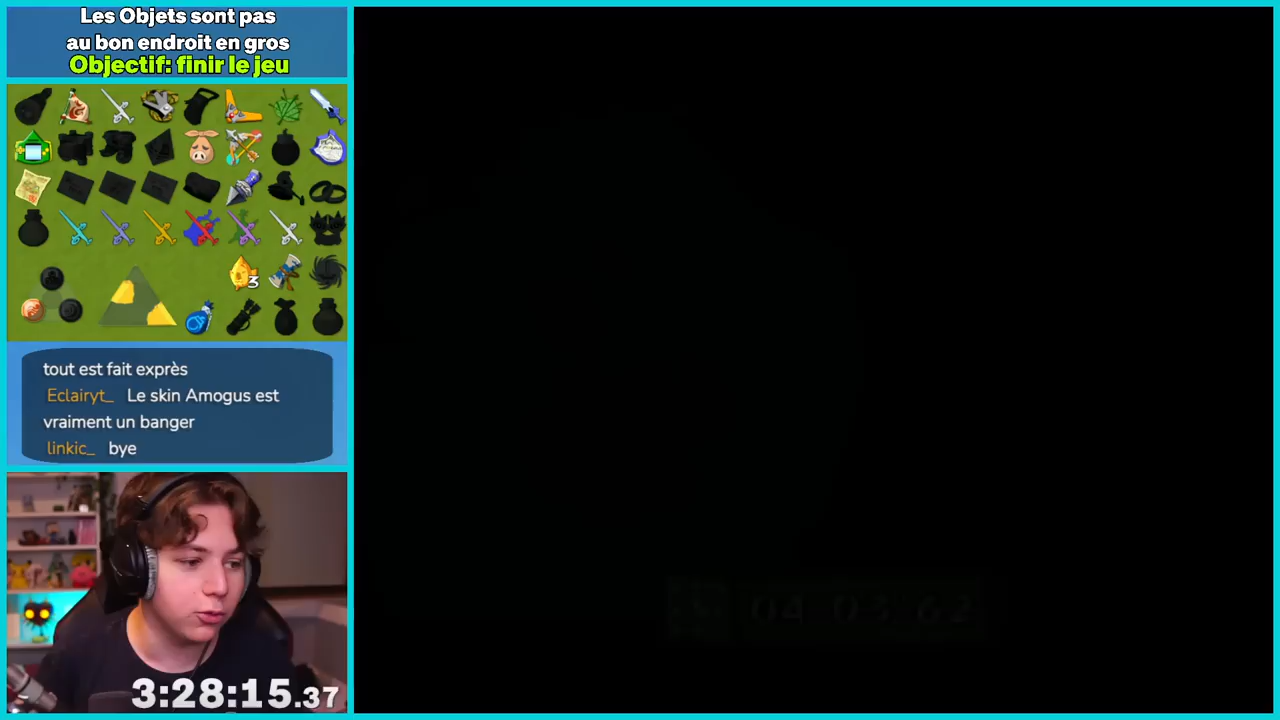 Les Objets sont pas
au bon endroit en gros
Objectif: finir le jeu
3
tout est fait exprès
Eclairyt_ Le skin Amogus est
vraiment un banger
linkic_ bye
3:28:15.37